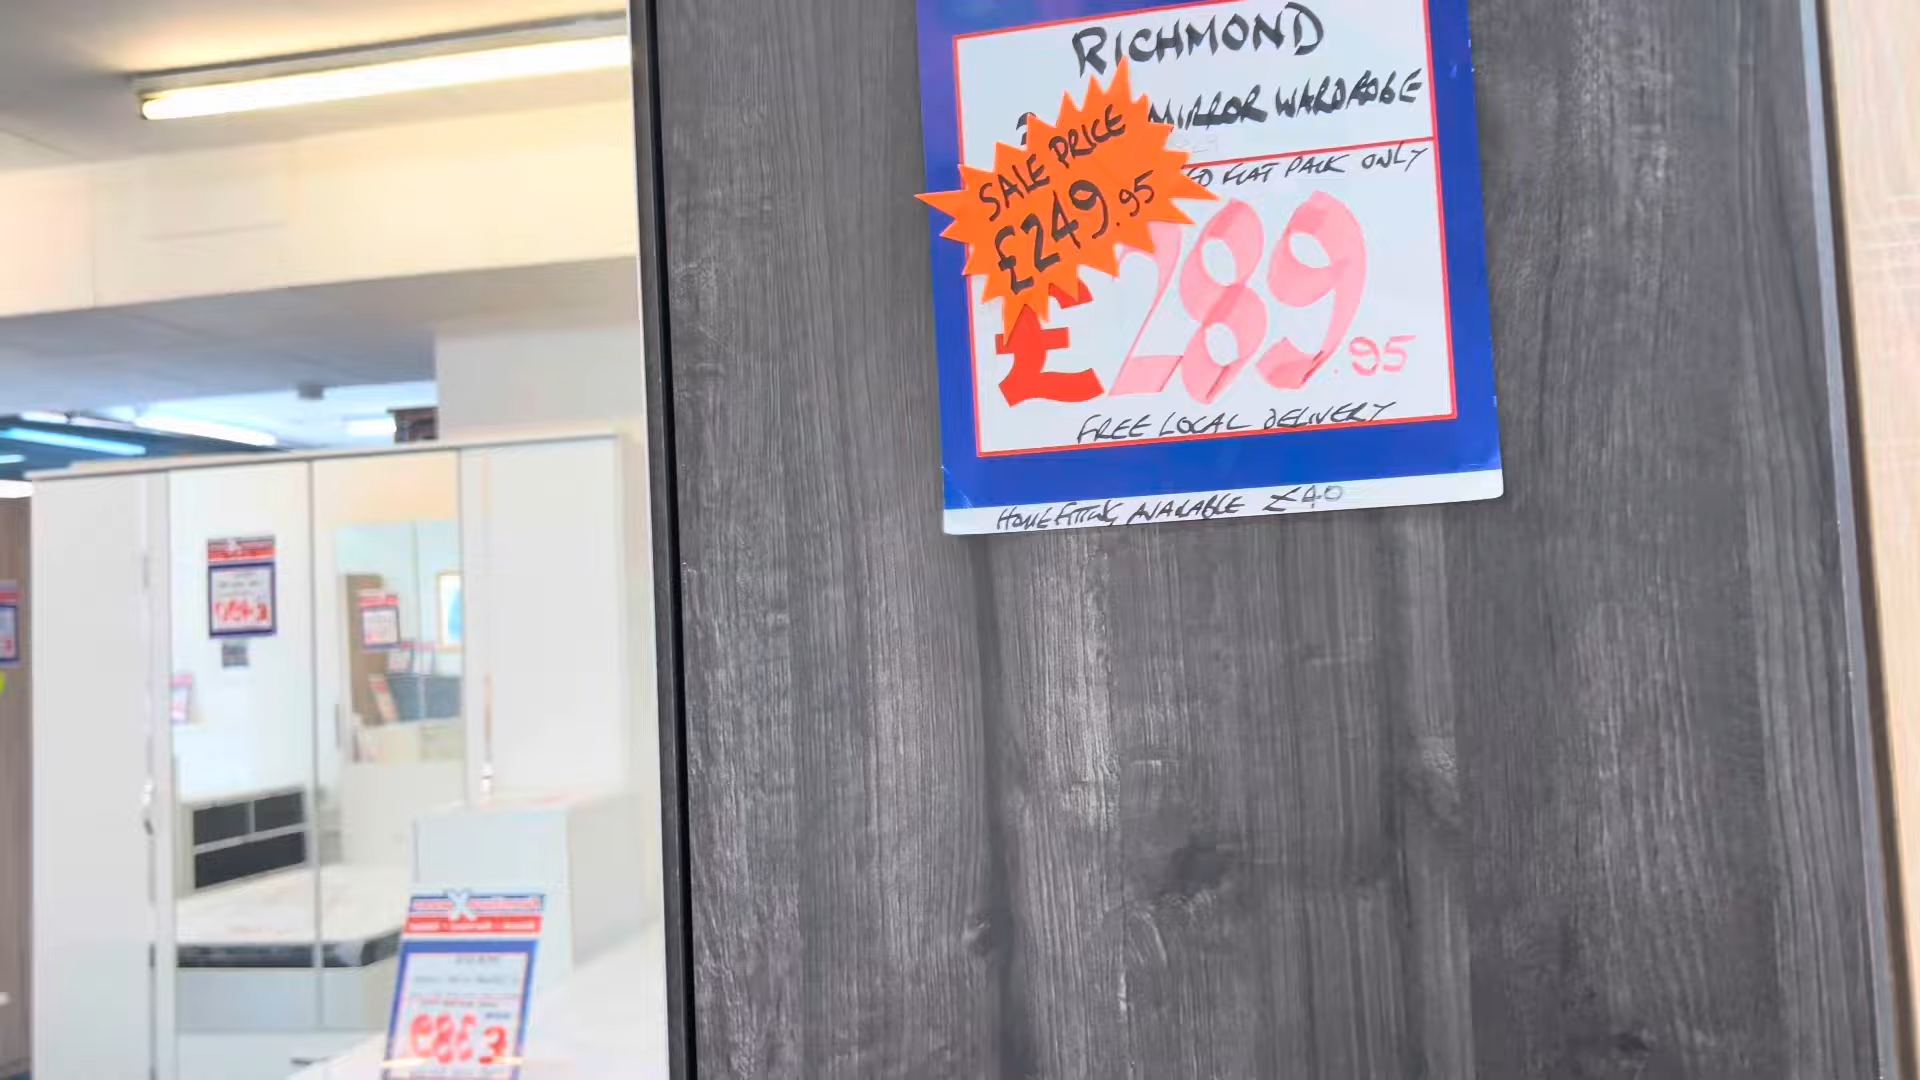 RICHMOND
MIRROR WARDROBE
FLAT PACK ONLY
SALE PRICE
£249.95
£289.95
FREE LOCAL DELIVERY
HOME FITTING AVAILABLE £40
£389